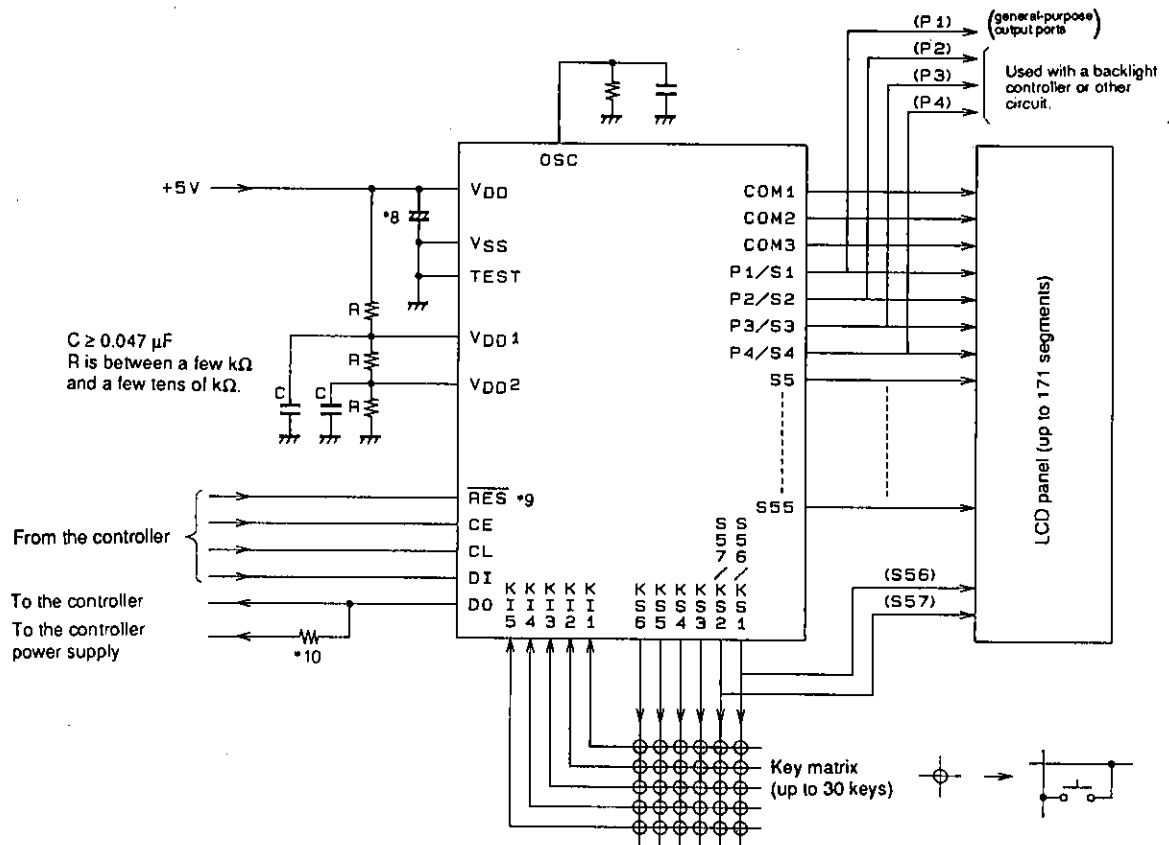 (P1)
(general-purpose
output ports)
(P2)
(P3)
(P4)
Used with a backlight
controller or other
circuit.
OSC
+5V
VDD
*8
VSS
TEST
R
VDD1
R
VDD2
R
C
C
C ≥ 0.047 μF
R is between a few kΩ
and a few tens of kΩ.
COM1
COM2
COM3
P1/S1
P2/S2
P3/S3
P4/S4
S5
S55
LCD panel (up to 171 segments)
From the controller
RES *9
CE
CL
DI
DO
To the controller
To the controller
power supply
*10
KI5
KI4
KI3
KI2
KI1
KS6
KS5
KS4
KS3
S57/KS2
S56/KS1
(S56)
(S57)
Key matrix
(up to 30 keys)